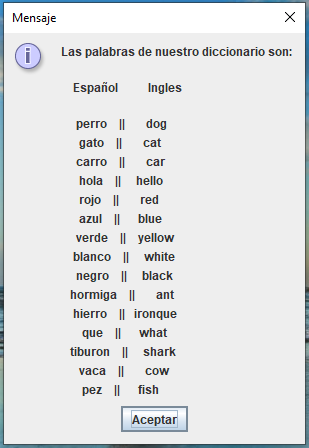 Mensaje
Las palabras de nuestro diccionario son:
Español Ingles
perro || dog
gato || cat
carro || car
hola || hello
rojo || red
azul || blue
verde || yellow
blanco || white
negro || black
hormiga || ant
hierro || ironque
que || what
tiburon || shark
vaca || cow
pez || fish
Aceptar